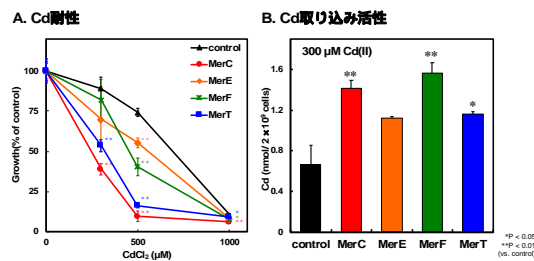 A. Cd耐性
B. Cd取り込み活性
control
MerC
MerE
MerF
MerT
Growth(% of control)
100
75
50
25
0
**
**
**
**
**
**
0
500
1000
CdCl₂ (μM)
300 μM Cd(II)
Cd (nmol/ 2 x 10⁹ cells)
1.6
1.2
0.8
0.4
0
**
**
*
control
MerC
MerE
MerF
MerT
*P < 0.05
**P < 0.01
(vs. control)